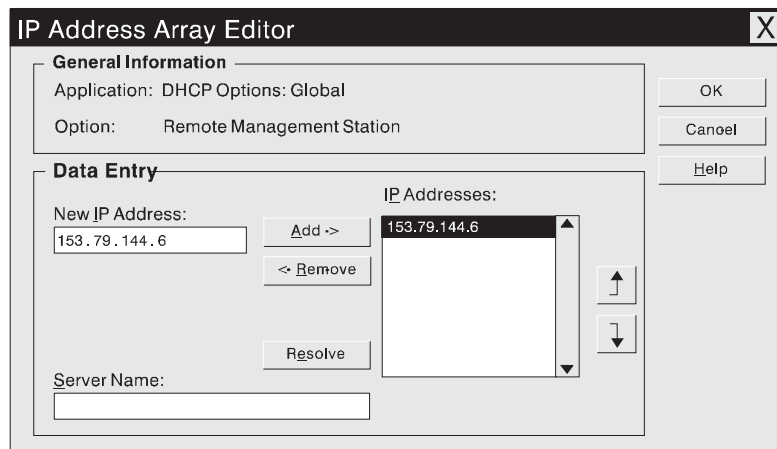 IP Address Array Editor X
General Information
Application: DHCP Options: Global
Option: Remote Management Station
OK
Cancel
Help
Data Entry
New IP Address:
153.79.144.6
Add ->
<- Remove
Resolve
IP Addresses:
153.79.144.6
Server Name: